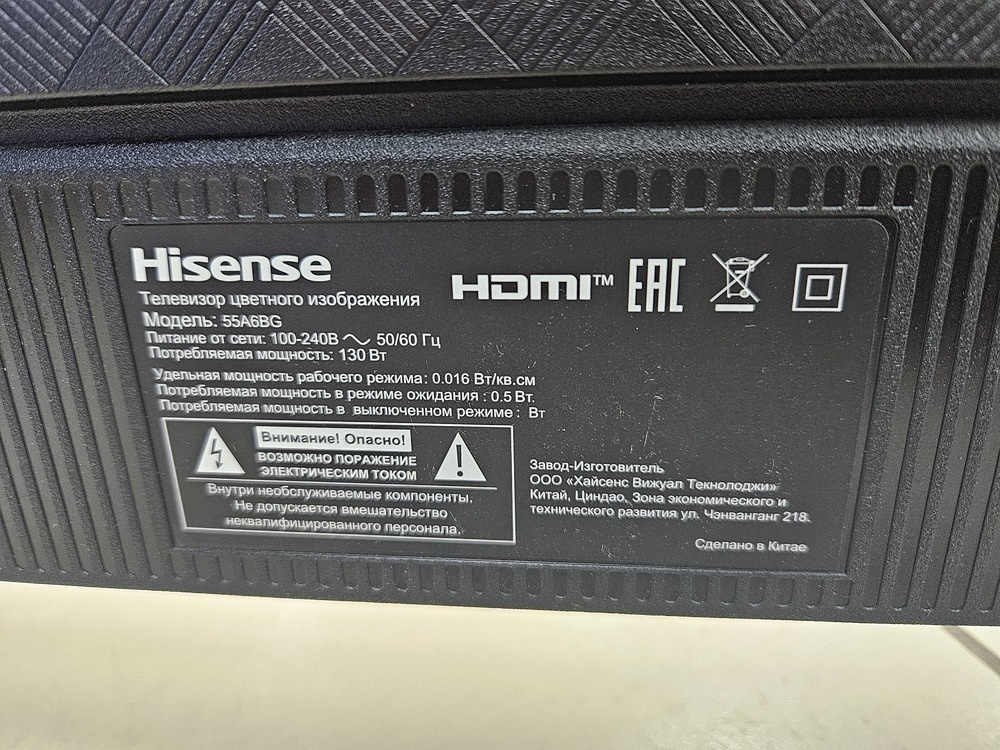 Hisense
HDMI™ EAC
Телевизор цветного изображения
Модель: 55A6BG
Питание от сети: 100-240В ~ 50/60 Гц
Потребляемая мощность: 130 Вт
Удельная мощность рабочего режима: 0.016 Вт/кв.см
Потребляемая мощность в режиме ожидания : 0.5 Вт.
Потребляемая мощность в выключенном режиме : Вт
Внимание! Опасно!
ВОЗМОЖНО ПОРАЖЕНИЕ
ЭЛЕКТРИЧЕСКИМ ТОКОМ
Внутри необслуживаемые компоненты.
Не допускается вмешательство
неквалифицированного персонала.
Завод-Изготовитель
ООО «Хайсенс Вижуал Текнолоджи»
Китай, Циндао, Зона экономического и
технического развития ул. Чэнванганг 218.
Сделано в Китае